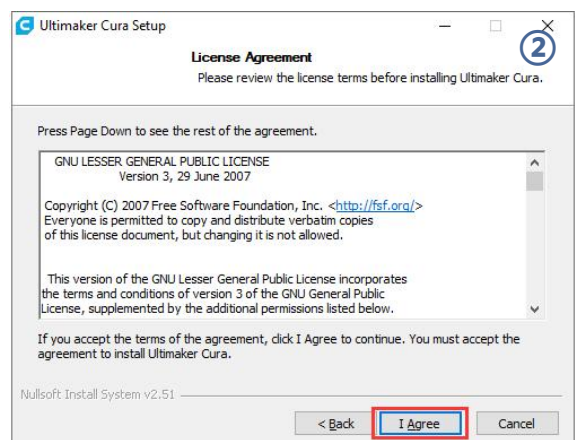 Ultimaker Cura Setup
②
License Agreement
Please review the license terms before installing Ultimaker Cura.
Press Page Down to see the rest of the agreement.
GNU LESSER GENERAL PUBLIC LICENSE
Version 3, 29 June 2007
Copyright (C) 2007 Free Software Foundation, Inc. <http://fsf.org/>
Everyone is permitted to copy and distribute verbatim copies
of this license document, but changing it is not allowed.
This version of the GNU Lesser General Public License incorporates
the terms and conditions of version 3 of the GNU General Public
License, supplemented by the additional permissions listed below.
If you accept the terms of the agreement, click I Agree to continue. You must accept the
agreement to install Ultimaker Cura.
Nullsoft Install System v2.51
< Back I Agree Cancel